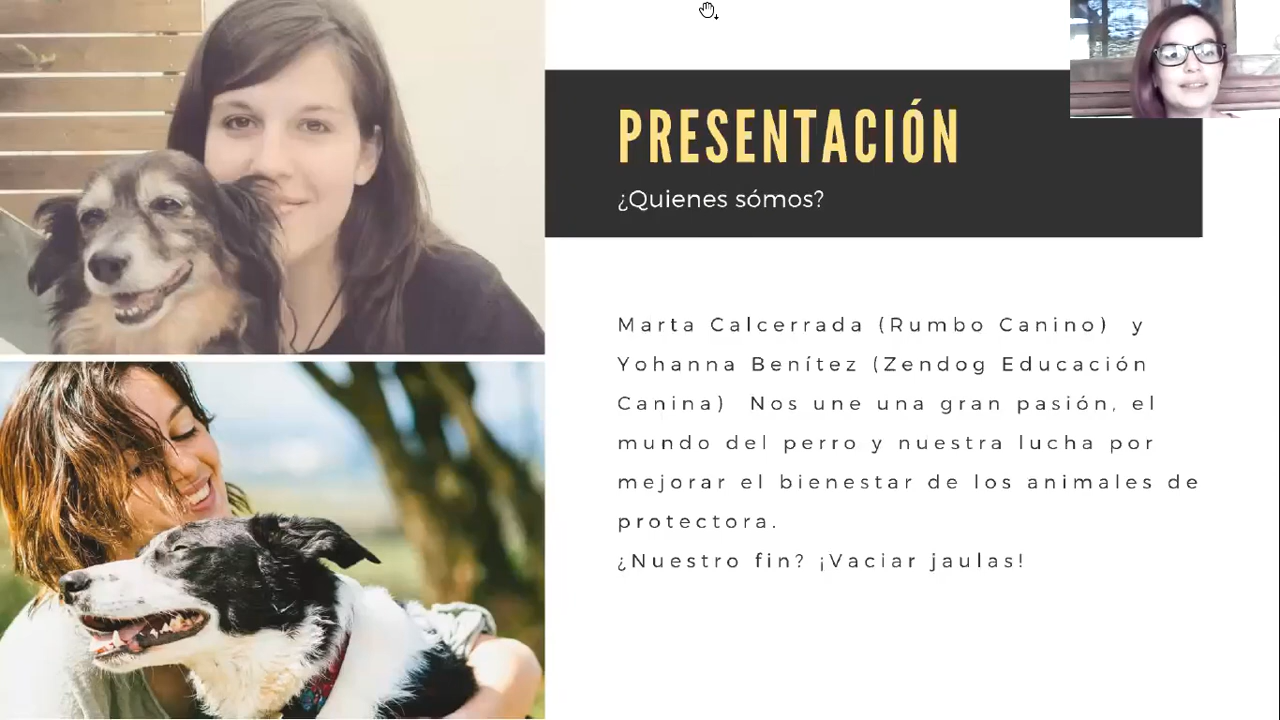 PRESENTACIÓN
¿Quienes sómos?
Marta Calcerrada (Rumbo Canino) y
Yohanna Benítez (Zendog Educación
Canina) Nos une una gran pasión, el
mundo del perro y nuestra lucha por
mejorar el bienestar de los animales de
protectora.
¿Nuestro fin? ¡Vaciar jaulas!